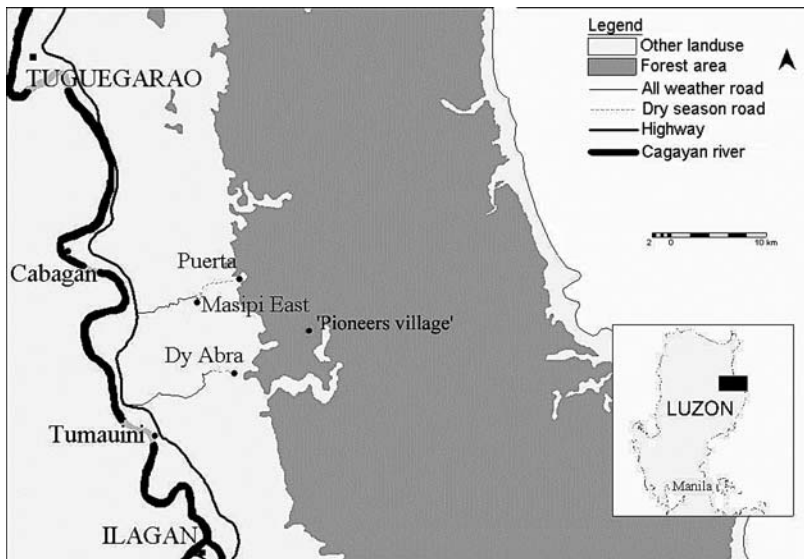 Legend
Other landuse
Forest area
All weather road
Dry season road
Highway
Cagayan river
2 0 10 km
TUGUEGARAO
Cabagan
Puerta
Masipi East
'Pioneers village'
Dy Abra
Tumauini
ILAGAN
LUZON
Manila